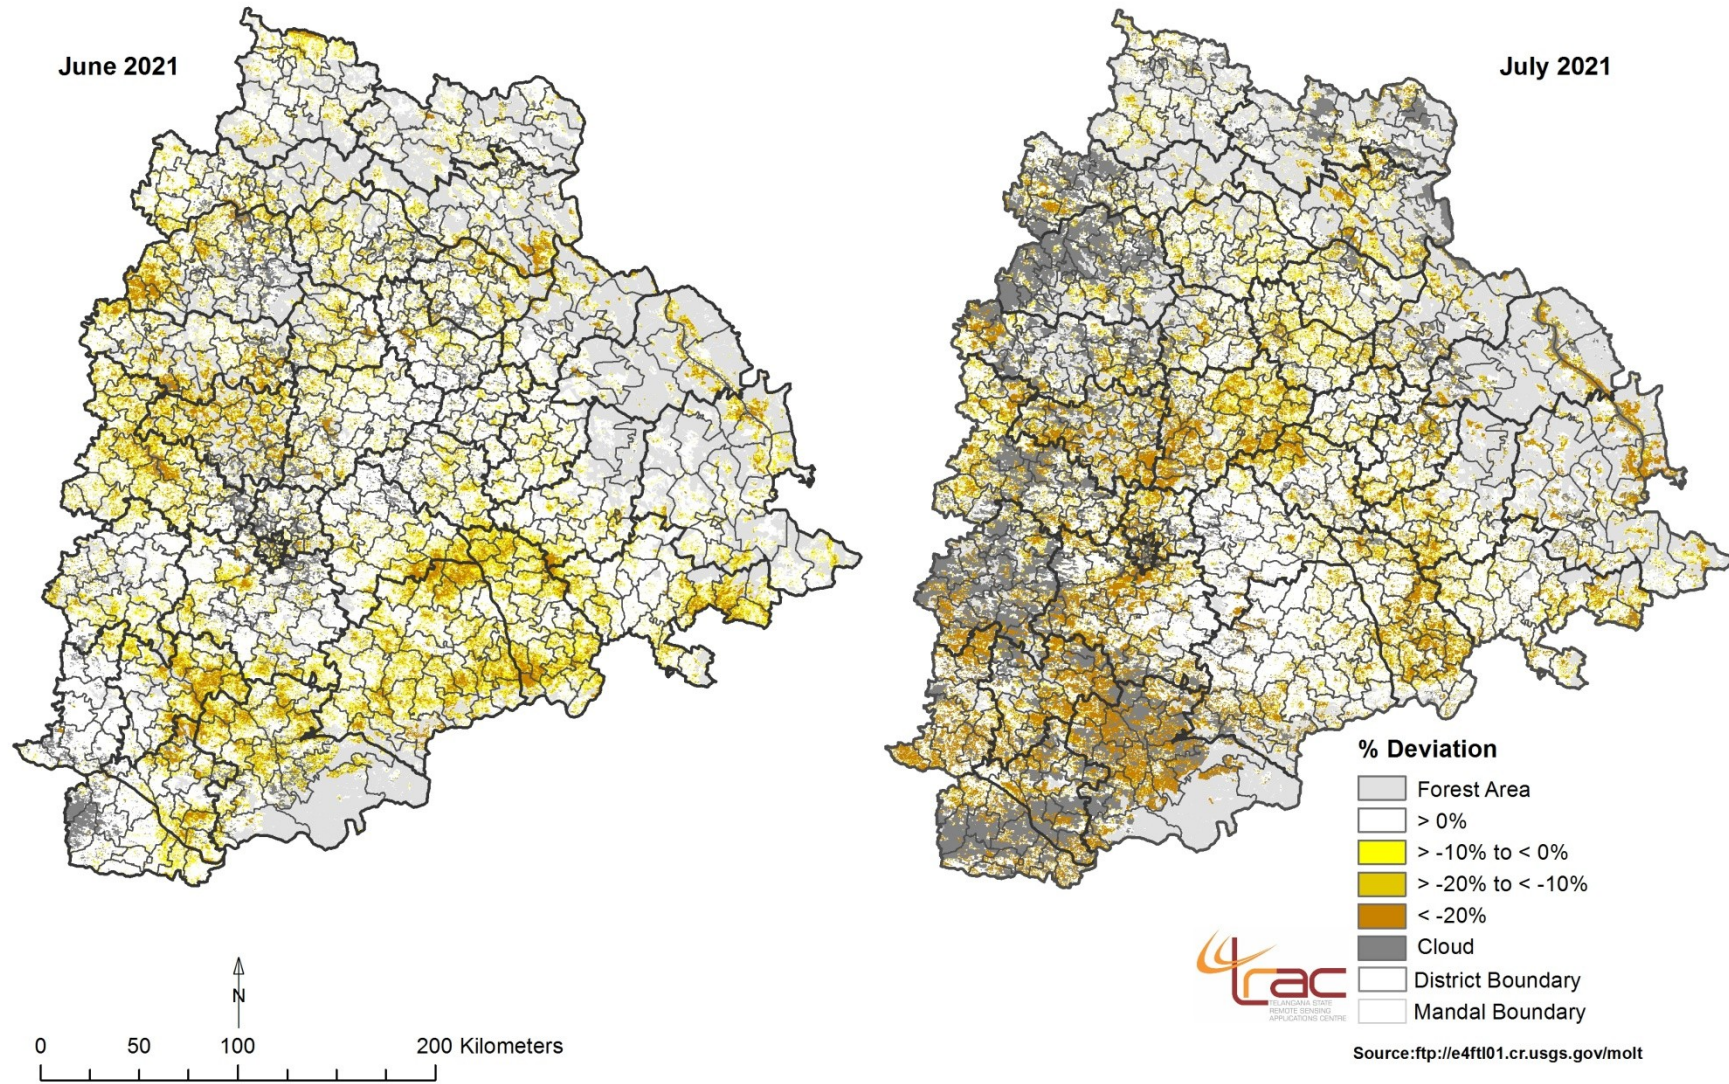 June 2021
July 2021
% Deviation
Forest Area
> 0%
> -10% to < 0%
> -20% to < -10%
< -20%
Cloud
District Boundary
Mandal Boundary
trac
TELANGANA STATE
REMOTE SENSING
APPLICATIONS CENTRE
N
0 50 100 200 Kilometers
Source:ftp://e4ftl01.cr.usgs.gov/molt